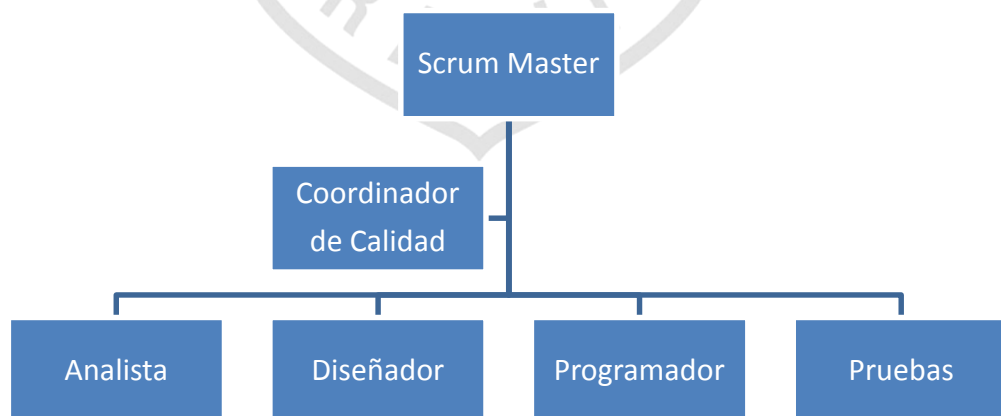 Scrum Master
Coordinador
de Calidad
Analista
Diseñador
Programador
Pruebas